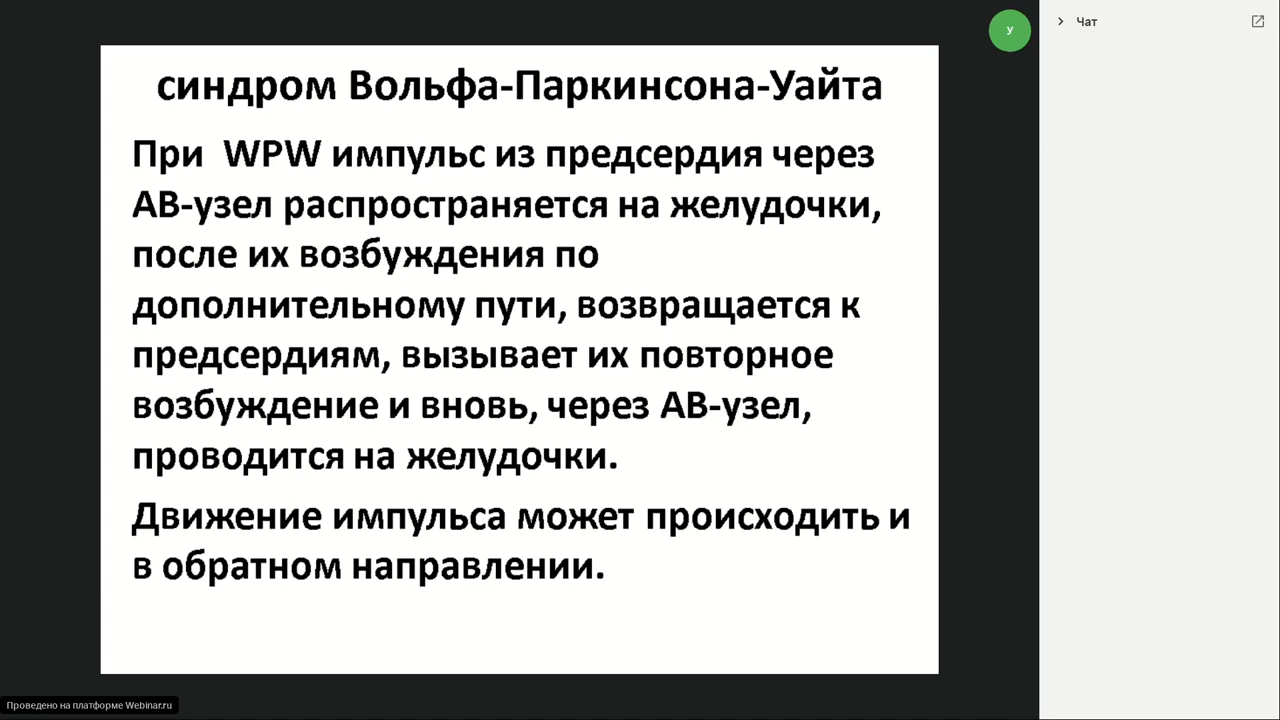 Чат
У
синдром Вольфа-Паркинсона-Уайта
При WPW импульс из предсердия через
АВ-узел распространяется на желудочки,
после их возбуждения по
дополнительному пути, возвращается к
предсердиям, вызывает их повторное
возбуждение и вновь, через АВ-узел,
проводится на желудочки.
Движение импульса может происходить и
в обратном направлении.
Проведено на платформе Webinar.ru